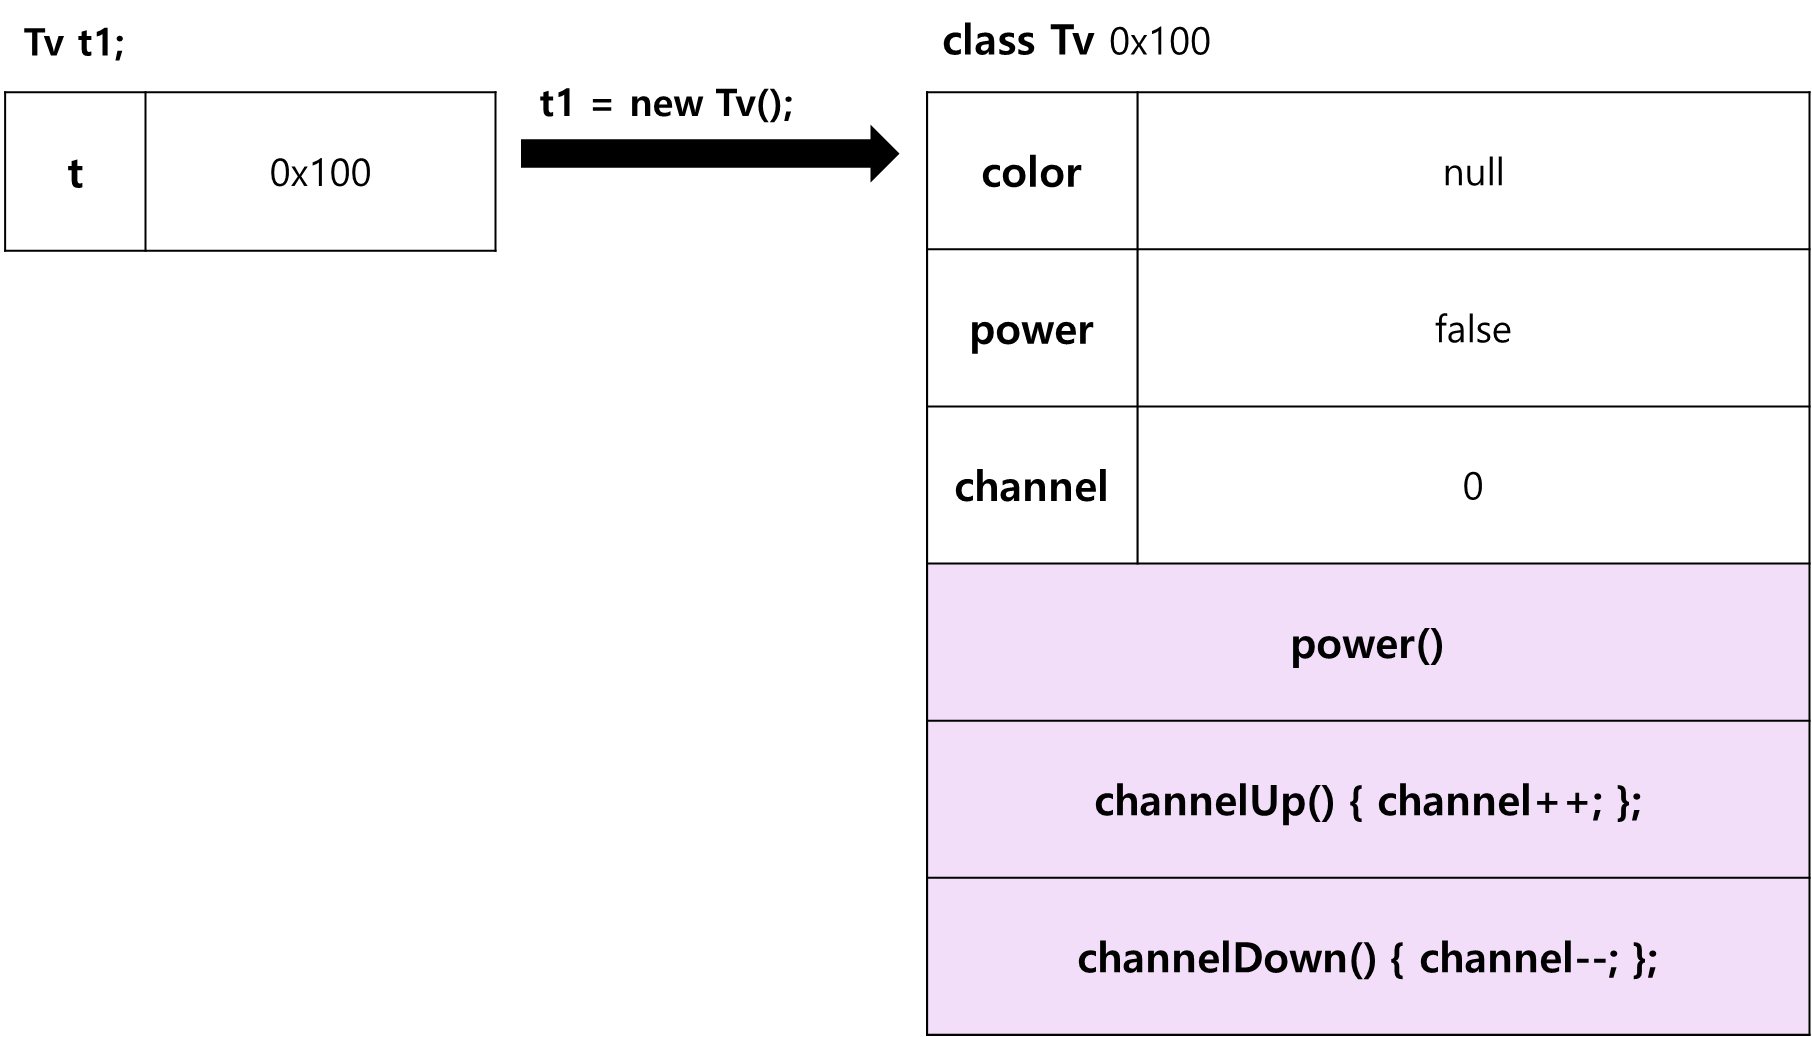 Tv t1;
t
0x100
t1 = new Tv();
class Tv 0x100
color
null
power
false
channel
0
power()
channelUp() { channel++; };
channelDown() { channel--; };